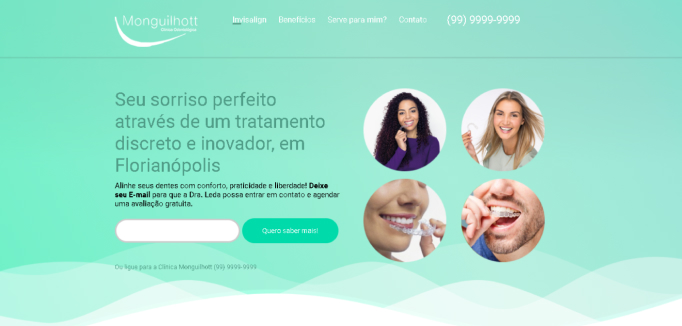 Monguilhott
Invisalign Benefícios Serve para mim? Contato (99) 9999-9999
Seu sorriso perfeito
através de um tratamento
discreto e inovador, em
Florianópolis
Alinhe seus dentes com conforto, praticidade e liberdade! Deixe
seu E-mail para que a Dra. Leda possa entrar em contato e agendar
uma avaliação gratuita.
Quero saber mais!
Ou ligue para a Clínica Monguilhott (99) 9999-9999